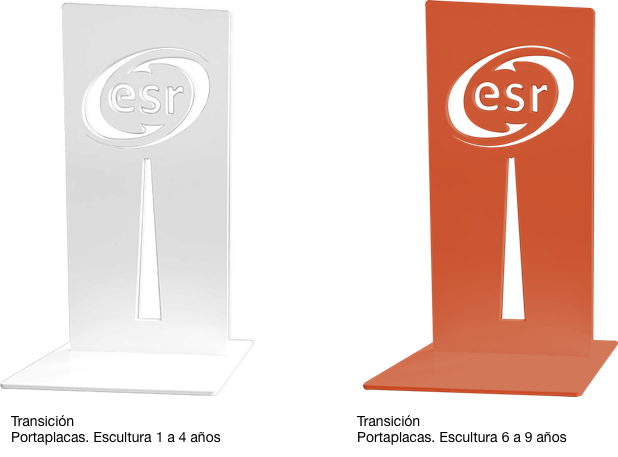 esr
esr
Transición
Portaplacas. Escultura 1 a 4 años
Transición
Portaplacas. Escultura 6 a 9 años